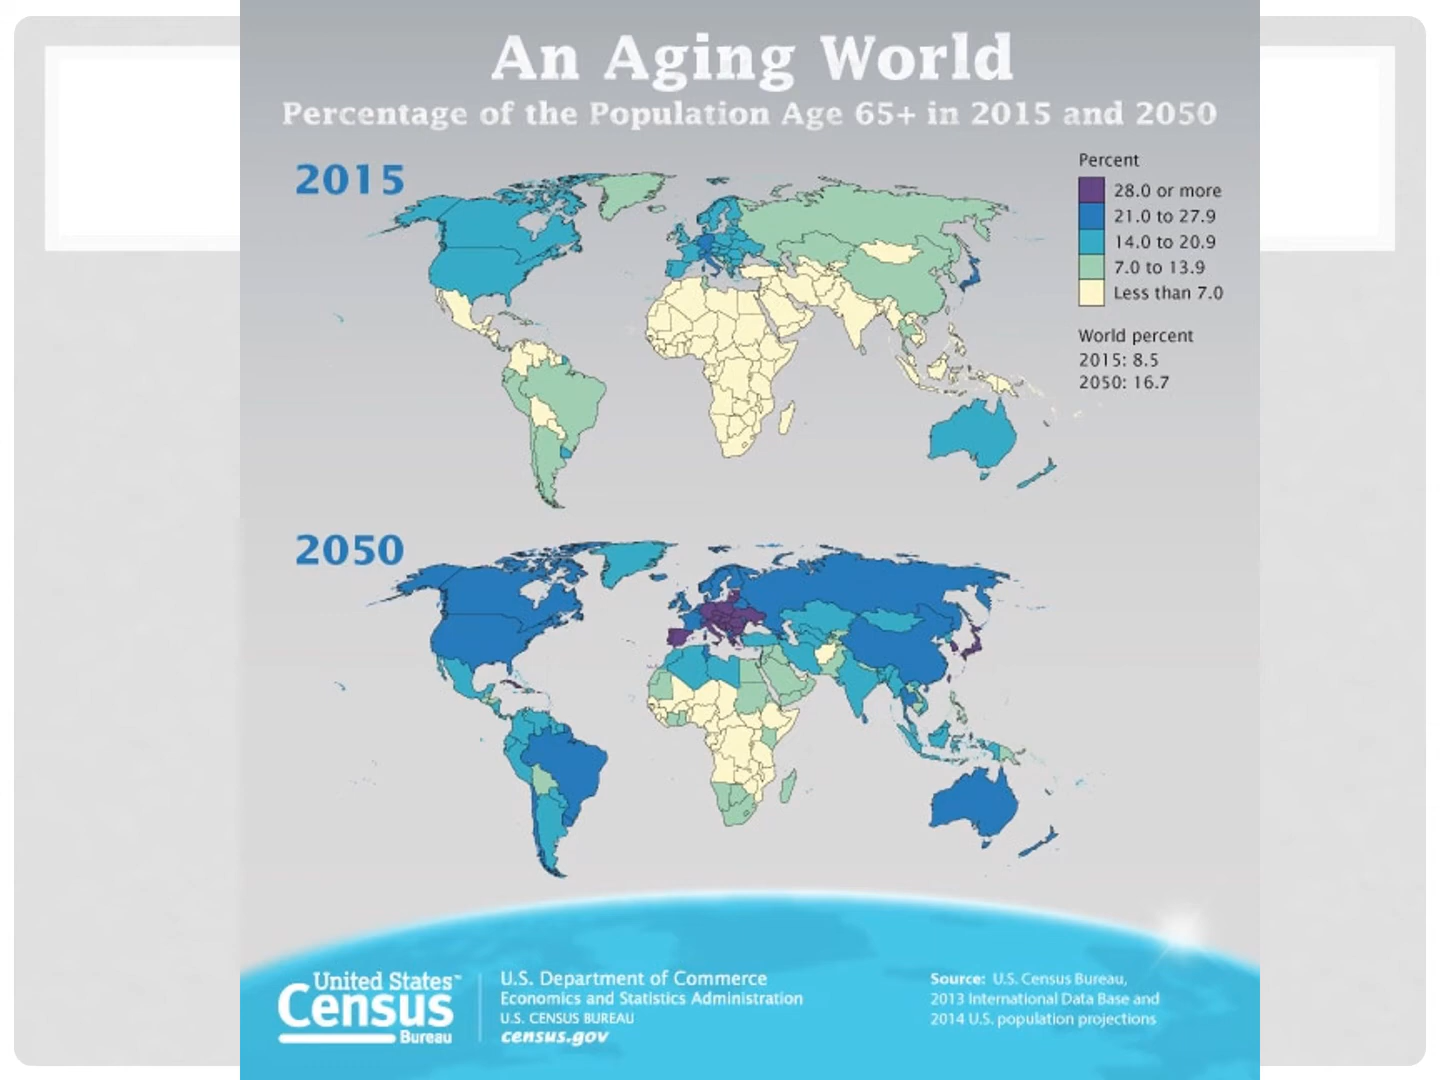 An Aging World
Percentage of the Population Age 65+ in 2015 and 2050
2015
Percent
28.0 or more
21.0 to 27.9
14.0 to 20.9
7.0 to 13.9
Less than 7.0
World percent
2015: 8.5
2050: 16.7
2050
United States™
Census
Bureau
U.S. Department of Commerce
Economics and Statistics Administration
U.S. CENSUS BUREAU
census.gov
Source: U.S. Census Bureau,
2013 International Data Base and
2014 U.S. population projections